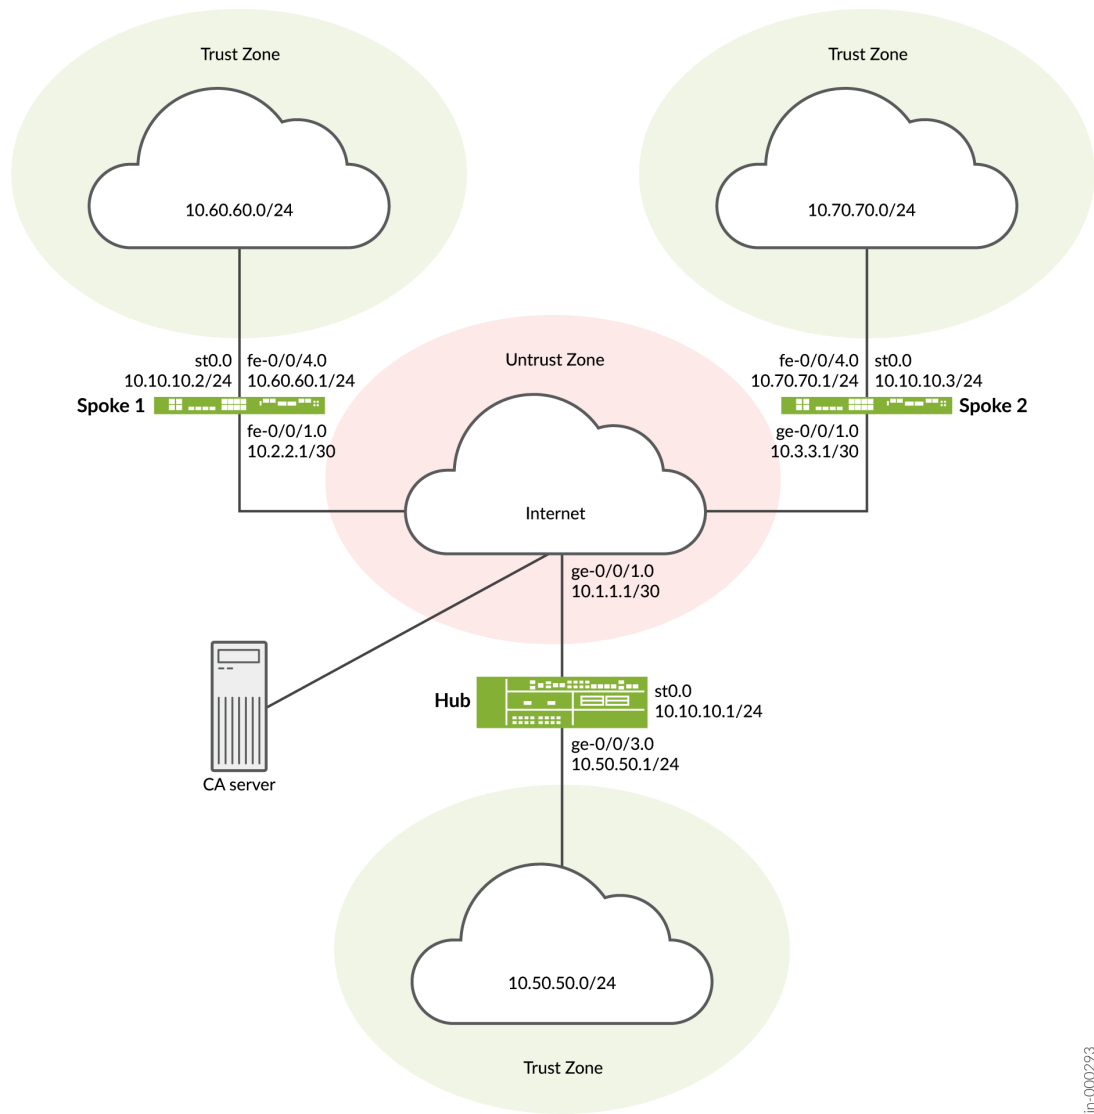 Trust Zone
Trust Zone
10.60.60.0/24
10.70.70.0/24
st0.0
10.10.10.2/24
fe-0/0/4.0
10.60.60.1/24
Spoke 1
fe-0/0/1.0
10.2.2.1/30
Untrust Zone
fe-0/0/4.0
10.70.70.1/24
st0.0
10.10.10.3/24
Spoke 2
ge-0/0/1.0
10.3.3.1/30
Internet
ge-0/0/1.0
10.1.1.1/30
Hub
st0.0
10.10.10.1/24
ge-0/0/3.0
10.50.50.1/24
CA server
10.50.50.0/24
Trust Zone
jn-000293